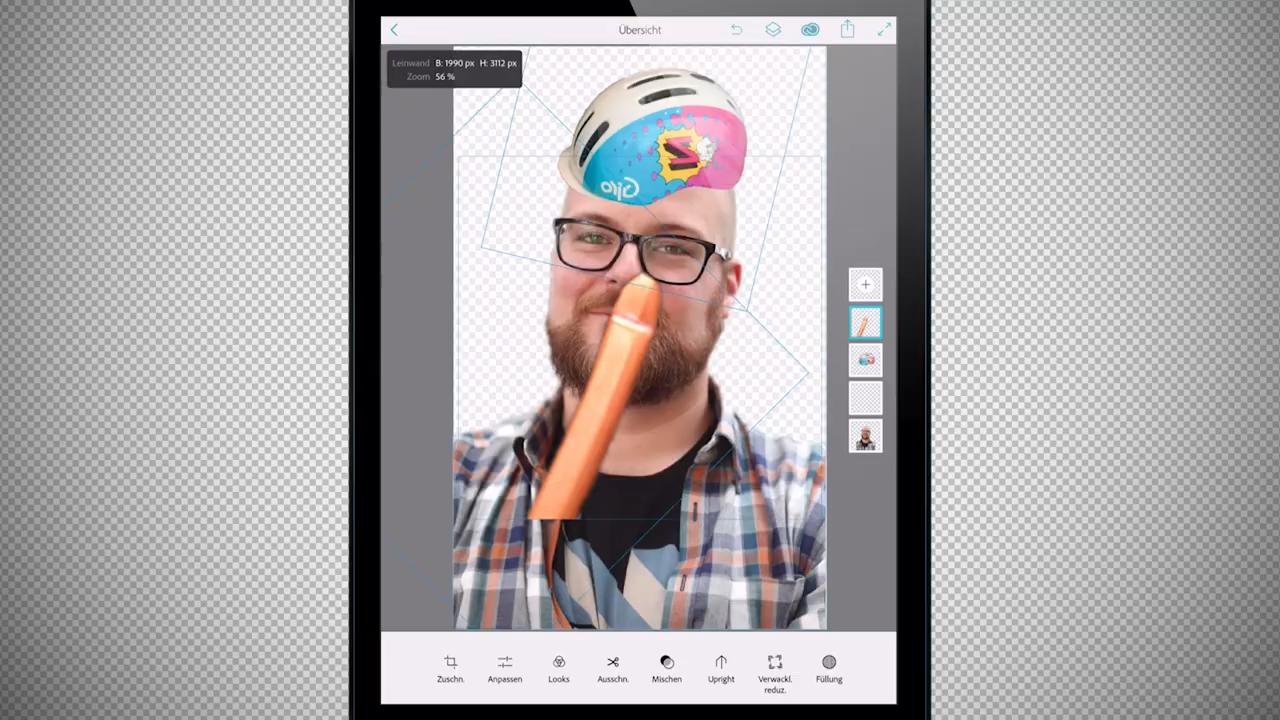 Übersicht
Leinwand B: 1990 px H: 3112 px
Zoom 56 %
Giro
Zuschn.
Anpassen
Looks
Ausschn.
Mischen
Upright
Verwackl.
reduz.
Füllung